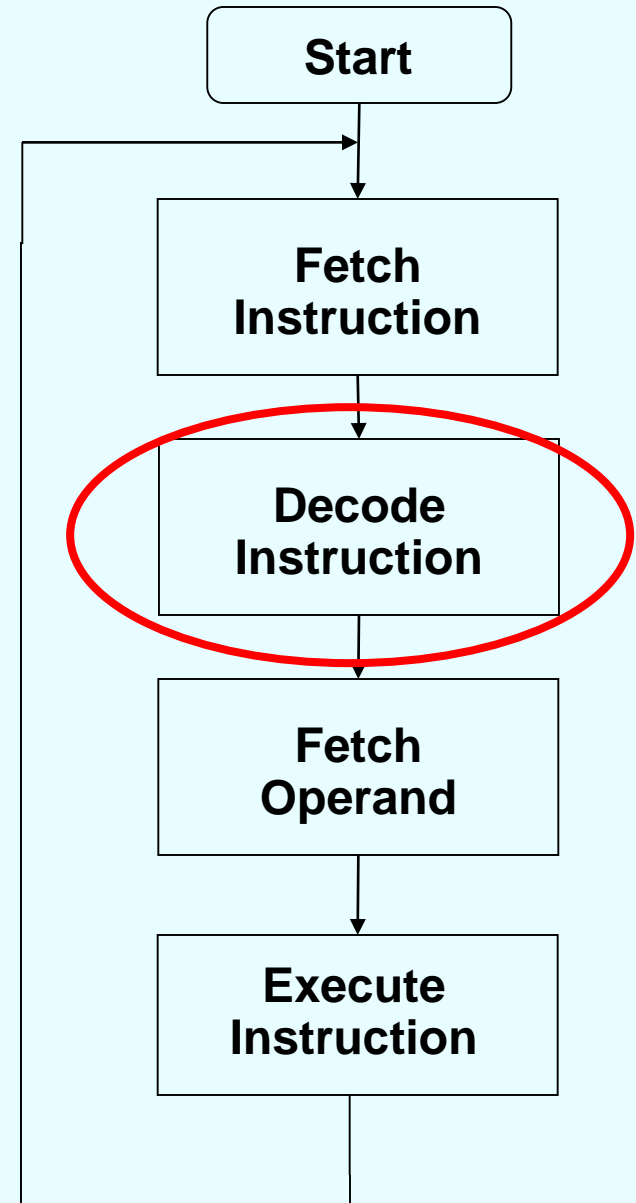 Start
Fetch
Instruction
Decode
Instruction
Fetch
Operand
Execute
Instruction